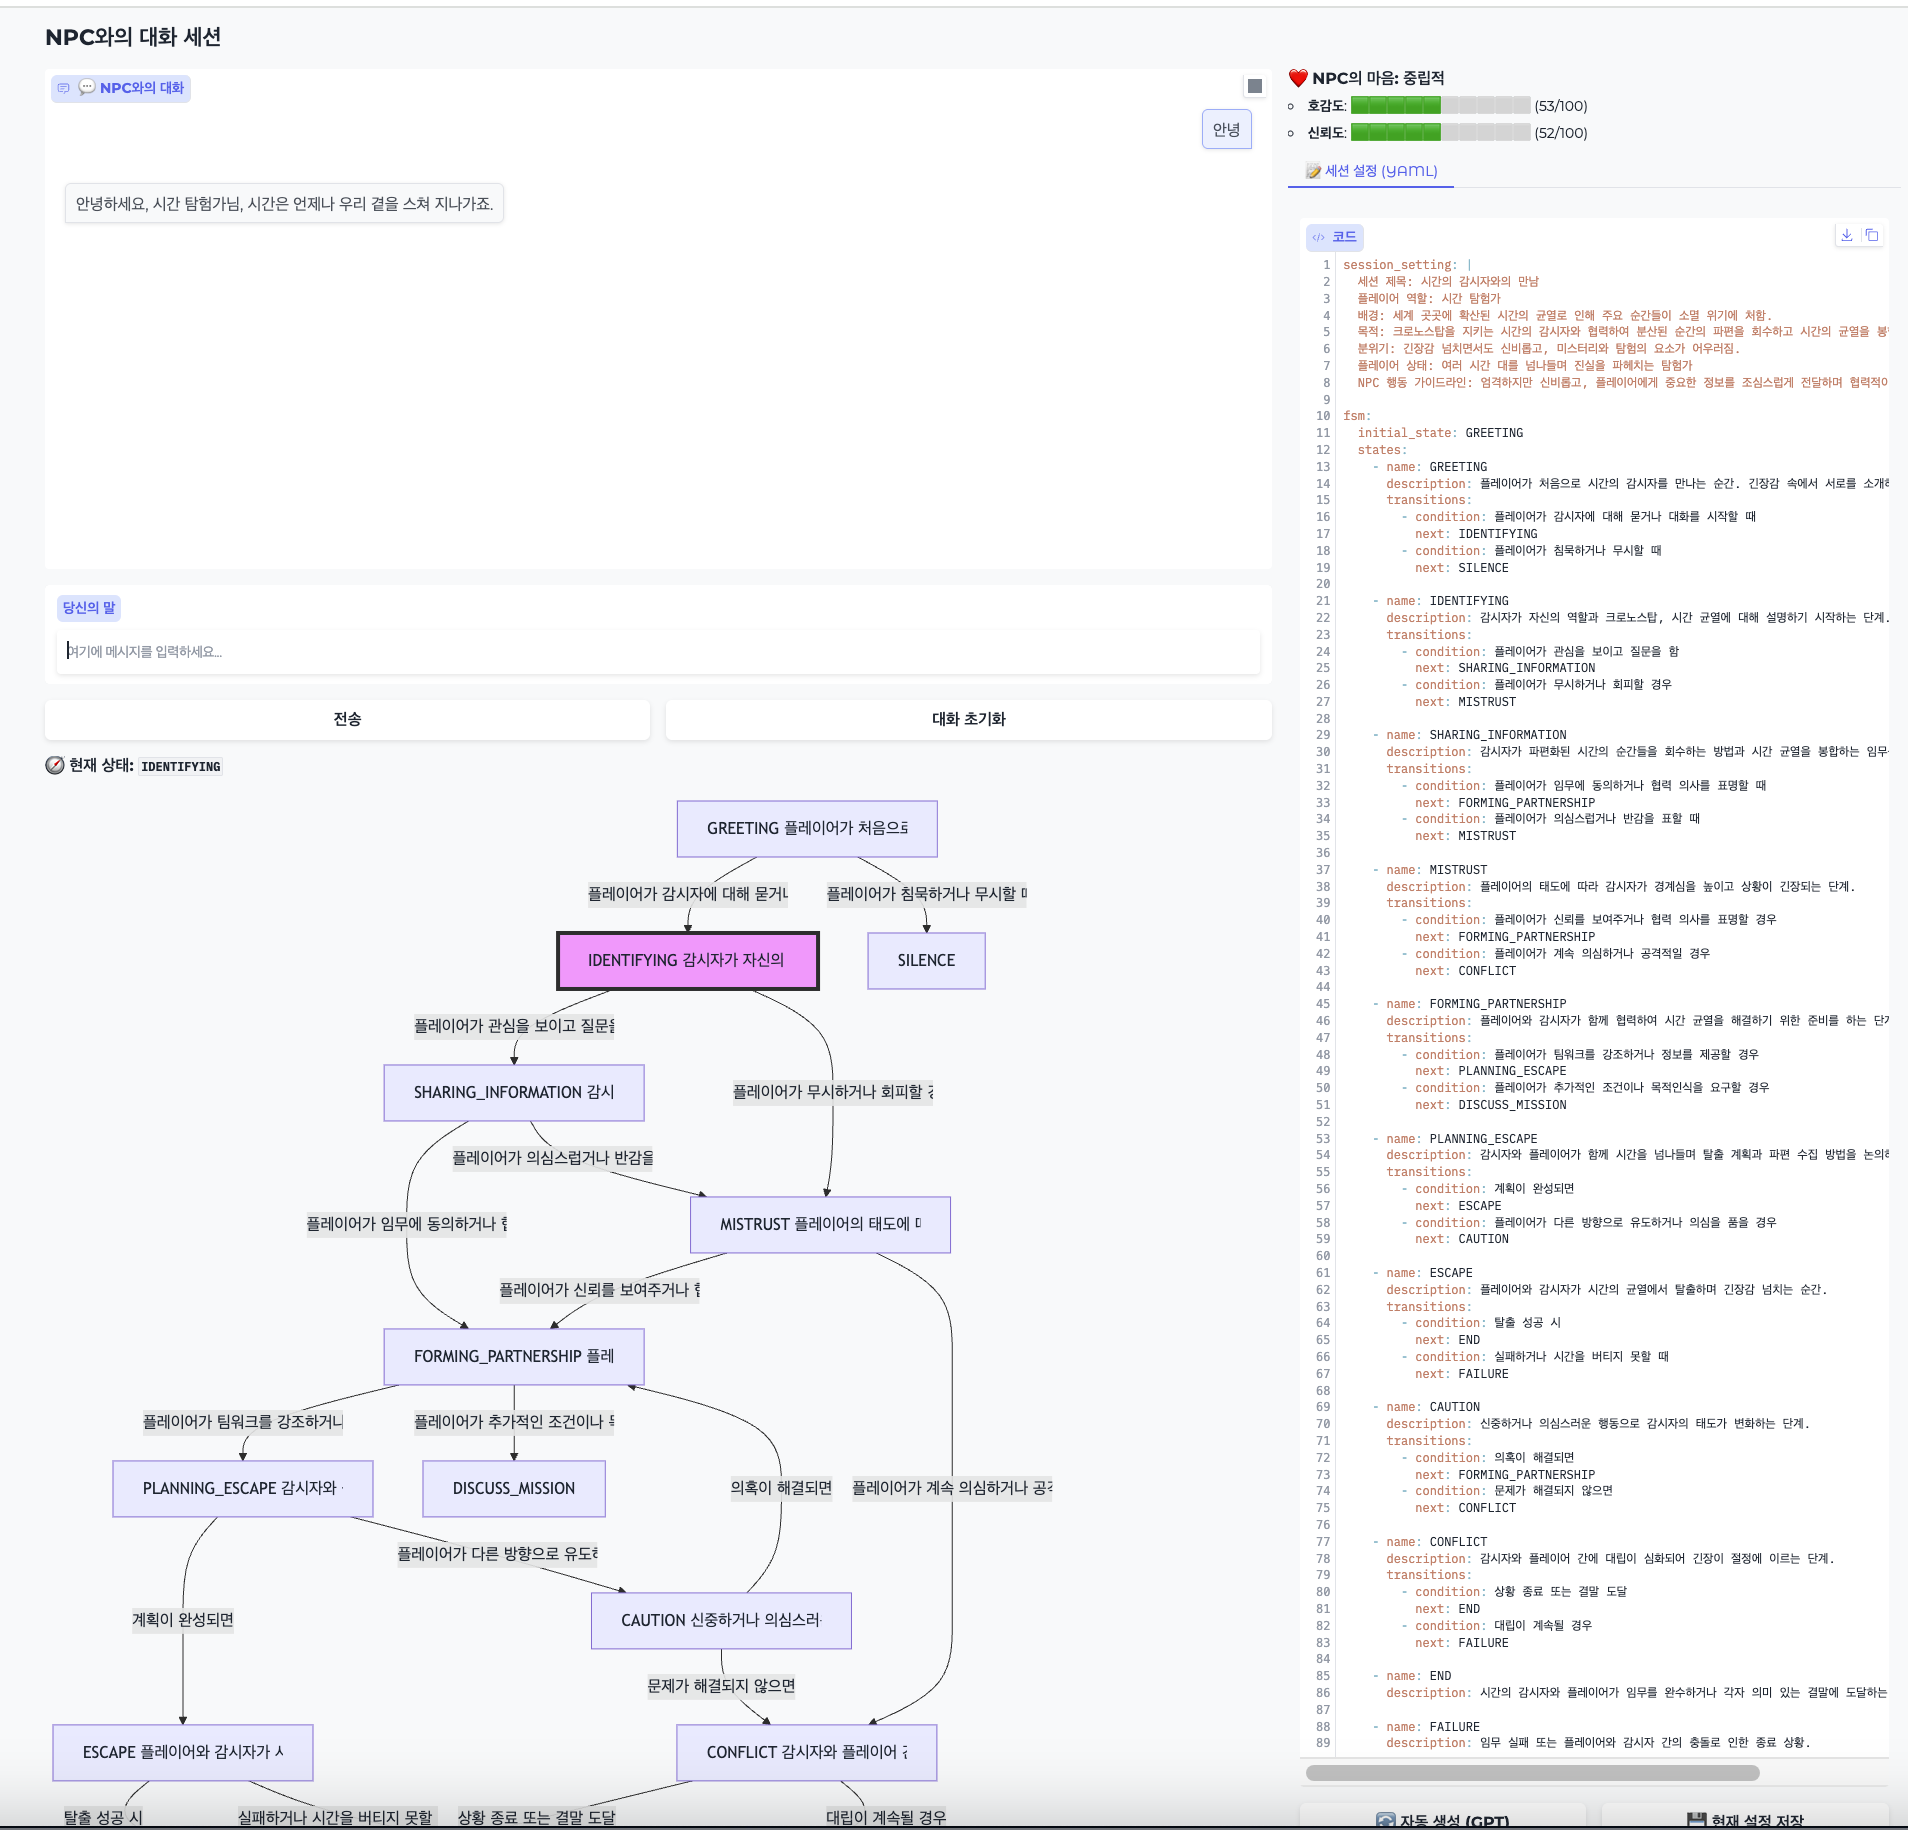 NPC와의 대화 세션
💬 NPC와의 대화
안녕
안녕하세요, 시간 탐험가님, 시간은 언제나 우리 곁을 스쳐 지나가죠.
당신의 말
여기에 메시지를 입력하세요...
전송
대화 초기화
현재 상태: IDENTIFYING
GREETING 플레이어가 처음으로
플레이어가 감시자에 대해 묻거나
플레이어가 침묵하거나 무시할
IDENTIFYING 감시자가 자신의
SILENCE
플레이어가 관심을 보이고 질문을
SHARING_INFORMATION 감시
플레이어가 무시하거나 회피할
플레이어가 의심스럽거나 반감을
플레이어가 임무에 동의하거나
MISTRUST 플레이어의 태도에
플레이어가 신뢰를 보여주거나
FORMING_PARTNERSHIP 플레
플레이어가 팀워크를 강조하거나
플레이어가 추가적인 조건이나
PLANNING_ESCAPE 감시자와
DISCUSS_MISSION
의혹이 해결되면
플레이어가 계속 의심하거나 공격
플레이어가 다른 방향으로 유도하
계획이 완성되면
CAUTION 신중하거나 의심스러
문제가 해결되지 않으면
ESCAPE 플레이어와 감시자가
CONFLICT 감시자와 플레이어
탈출 성공 시
실패하거나 시간을 버티지 못할
상황 종료 또는 결말 도달
대립이 계속될 경우
❤️ NPC의 마음: 중립적
호감도: (53/100)
신뢰도: (52/100)
📝 세션 설정 (YAML)
</> 코드
1 session_setting: |
2 세션 제목: 시간의 감시자와의 만남
3 플레이어 역할: 시간 탐험가
4 배경: 세계 곳곳에 확산된 시간의 균열로 인해 주요 순간들이 소멸 위기에 처함.
5 목적: 크로노스탑을 지키는 시간의 감시자와 협력하여 분산된 순간의 파편을 회수하고 시간의 균열을 봉
6 분위기: 긴장감 넘치면서도 신비롭고, 미스터리와 탐험의 요소가 어우러짐.
7 플레이어 상태: 여러 시간 대를 넘나들며 진실을 파헤치는 탐험가
8 NPC 행동 가이드라인: 엄격하지만 신비롭고, 플레이어에게 중요한 정보를 조심스럽게 전달하며 협력적이
9
10 fsm:
11 initial_state: GREETING
12 states:
13 - name: GREETING
14 description: 플레이어가 처음으로 시간의 감시자를 만나는 순간. 긴장감 속에서 서로를 소개하
15 transitions:
16 - condition: 플레이어가 감시자에 대해 묻거나 대화를 시작할 때
17 next: IDENTIFYING
18 - condition: 플레이어가 침묵하거나 무시할 때
19 next: SILENCE
20
21 - name: IDENTIFYING
22 description: 감시자가 자신의 역할과 크로노스탑, 시간 균열에 대해 설명하기 시작하는 단계.
23 transitions:
24 - condition: 플레이어가 관심을 보이고 질문을 함
25 next: SHARING_INFORMATION
26 - condition: 플레이어가 무시하거나 회피할 경우
27 next: MISTRUST
28
29 - name: SHARING_INFORMATION
30 description: 감시자가 파편화된 시간의 순간들을 회수하는 방법과 시간 균열을 봉합하는 임무
31 transitions:
32 - condition: 플레이어가 임무에 동의하거나 협력 의사를 표명할 때
33 next: FORMING_PARTNERSHIP
34 - condition: 플레이어가 의심스럽거나 반감을 표할 때
35 next: MISTRUST
36
37 - name: MISTRUST
38 description: 플레이어의 태도에 따라 감시자가 경계심을 높이고 상황이 긴장되는 단계.
39 transitions:
40 - condition: 플레이어가 신뢰를 보여주거나 협력 의사를 표명할 경우
41 next: FORMING_PARTNERSHIP
42 - condition: 플레이어가 계속 의심하거나 공격적일 경우
43 next: CONFLICT
44
45 - name: FORMING_PARTNERSHIP
46 description: 플레이어와 감시자가 함께 협력하여 시간 균열을 해결하기 위한 준비를 하는 단계
47 transitions:
48 - condition: 플레이어가 팀워크를 강조하거나 정보를 제공할 경우
49 next: PLANNING_ESCAPE
50 - condition: 플레이어가 추가적인 조건이나 목적인식을 요구할 경우
51 next: DISCUSS_MISSION
52
53 - name: PLANNING_ESCAPE
54 description: 감시자와 플레이어가 함께 시간을 넘나들며 탈출 계획과 파편 수집 방법을 논의하
55 transitions:
56 - condition: 계획이 완성되면
57 next: ESCAPE
58 - condition: 플레이어가 다른 방향으로 유도하거나 의심을 품을 경우
59 next: CAUTION
60
61 - name: ESCAPE
62 description: 플레이어와 감시자가 시간의 균열에서 탈출하며 긴장감 넘치는 순간.
63 transitions:
64 - condition: 탈출 성공 시
65 next: END
66 - condition: 실패하거나 시간을 버티지 못할 때
67 next: FAILURE
68
69 - name: CAUTION
70 description: 신중하거나 의심스러운 행동으로 감시자의 태도가 변화하는 단계.
71 transitions:
72 - condition: 의혹이 해결되면
73 next: FORMING_PARTNERSHIP
74 - condition: 문제가 해결되지 않으면
75 next: CONFLICT
76
77 - name: CONFLICT
78 description: 감시자와 플레이어 간에 대립이 심화되어 긴장이 절정에 이르는 단계.
79 transitions:
80 - condition: 상황 종료 또는 결말 도달
81 next: END
82 - condition: 대립이 계속될 경우
83 next: FAILURE
84
85 - name: END
86 description: 시간의 감시자와 플레이어가 임무를 완수하거나 각자 의미 있는 결말에 도달하는
87
88 - name: FAILURE
89 description: 임무 실패 또는 플레이어와 감시자 간의 충돌로 인한 종료 상황.
자동 생성 (GPT)
💾 현재 설정 저장